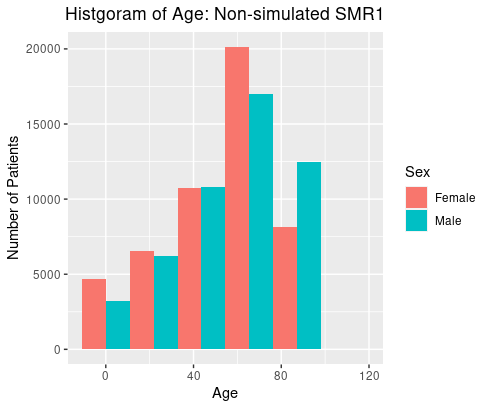 Histgoram of Age: Non-simulated SMR1
Number of Patients
20000
15000
10000
5000
0
0 40 80 120
Age
Sex
Female
Male